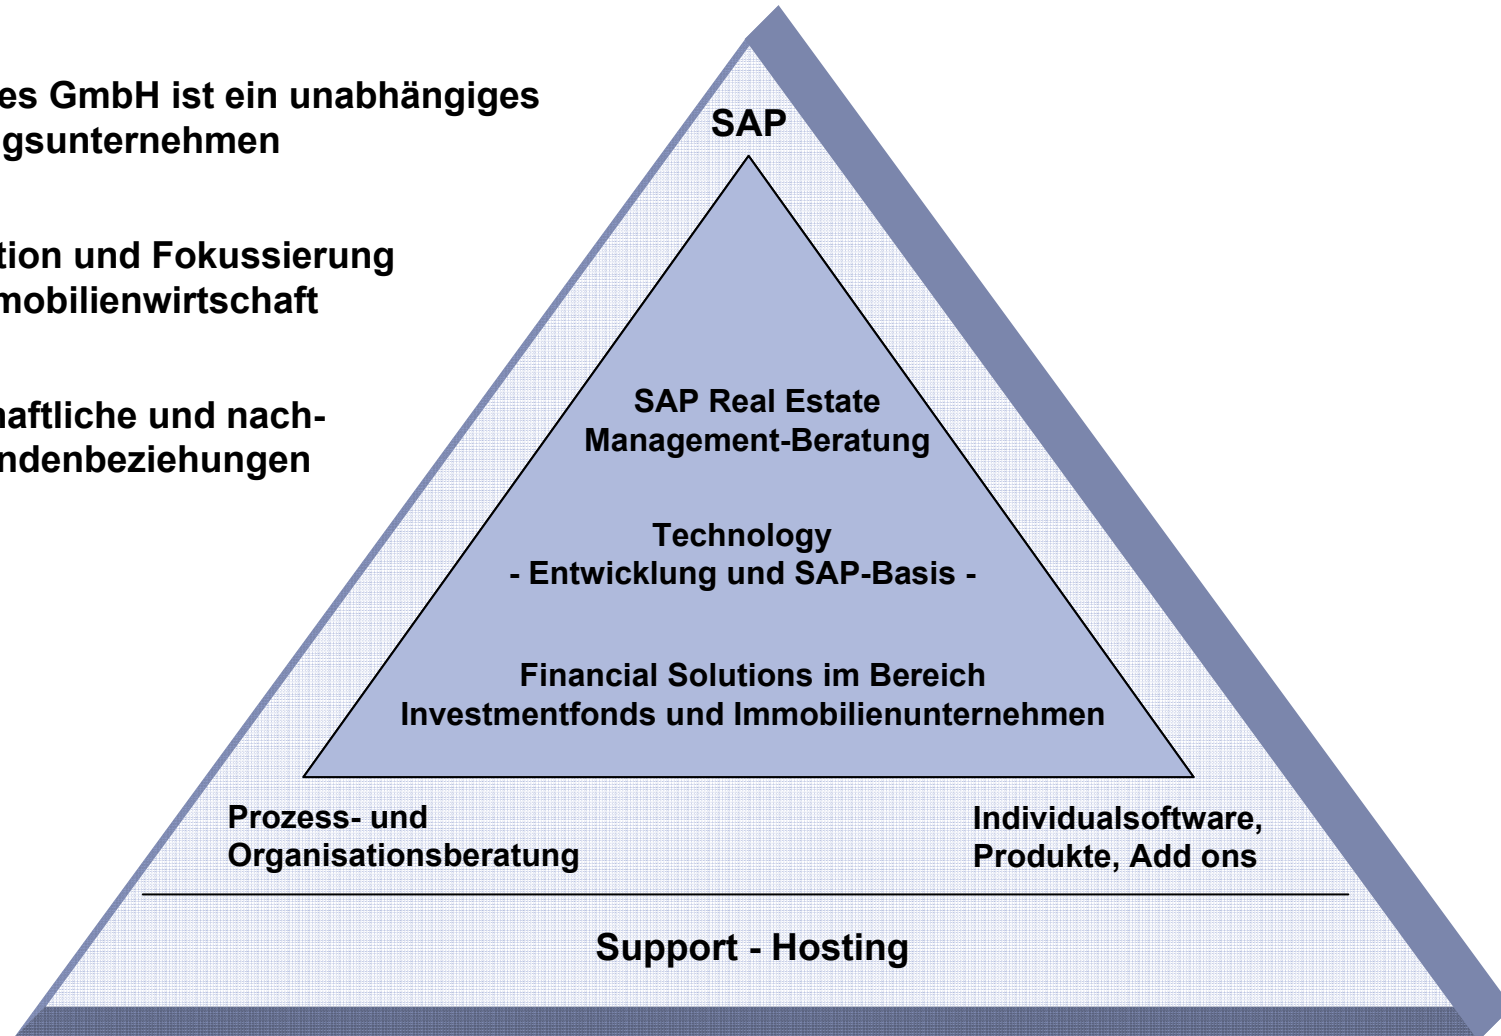 es GmbH ist ein unabhängiges
gsunternehmen
tion und Fokussierung
mobilienwirtschaft
haftliche und nach-
ndenbeziehungen
SAP
SAP Real Estate
Management-Beratung
Technology
- Entwicklung und SAP-Basis -
Financial Solutions im Bereich
Investmentfonds und Immobilienunternehmen
Prozess- und
Organisationsberatung
Individualsoftware,
Produkte, Add ons
Support - Hosting